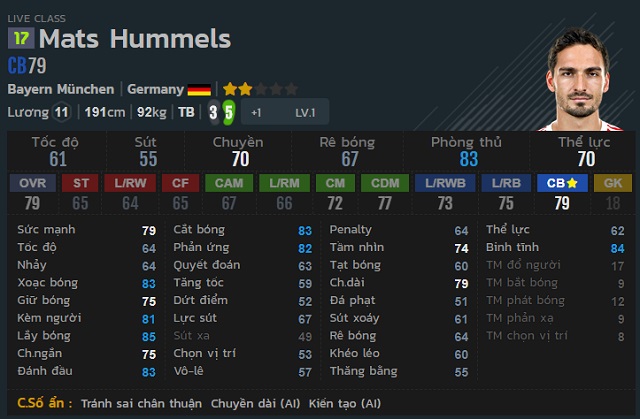 LIVE CLASS
17 Mats Hummels
CB79
Bayern München Germany
Lương 11 191cm 92kg TB 3 5 +1 LV.1
Tốc độ Sút Chuyền Rê bóng Phòng thủ Thể lực
61 55 70 67 83 70
OVR ST L/RW CF CAM L/RM CM CDM L/RWB L/RB CB GK
79 65 64 65 67 66 72 77 73 75 79 18
Sức mạnh 79 Cắt bóng 83 Penalty 64 Thể lực 62
Tốc độ 64 Phản ứng 82 Tầm nhìn 74 Bình tĩnh 84
Nhảy 64 Quyết đoán 63 Tạt bóng 60 TM đổ người 17
Xoạc bóng 83 Tăng tốc 59 Ch.dài 79 TM bắt bóng 9
Giữ bóng 75 Dứt điểm 52 Đá phạt 51 TM phát bóng 12
Kèm người 81 Lực sút 67 Sút xoáy 61 TM phản xạ 9
Lấy bóng 85 Sút xa 49 Rê bóng 64 TM chọn vị trí 8
Ch.ngắn 75 Chọn vị trí 53 Khéo léo 60
Đánh đầu 83 Vô-lê 57 Thăng bằng 55
C.Số ẩn : Tránh sai chân thuận Chuyền dài (AI) Kiến tạo (AI)